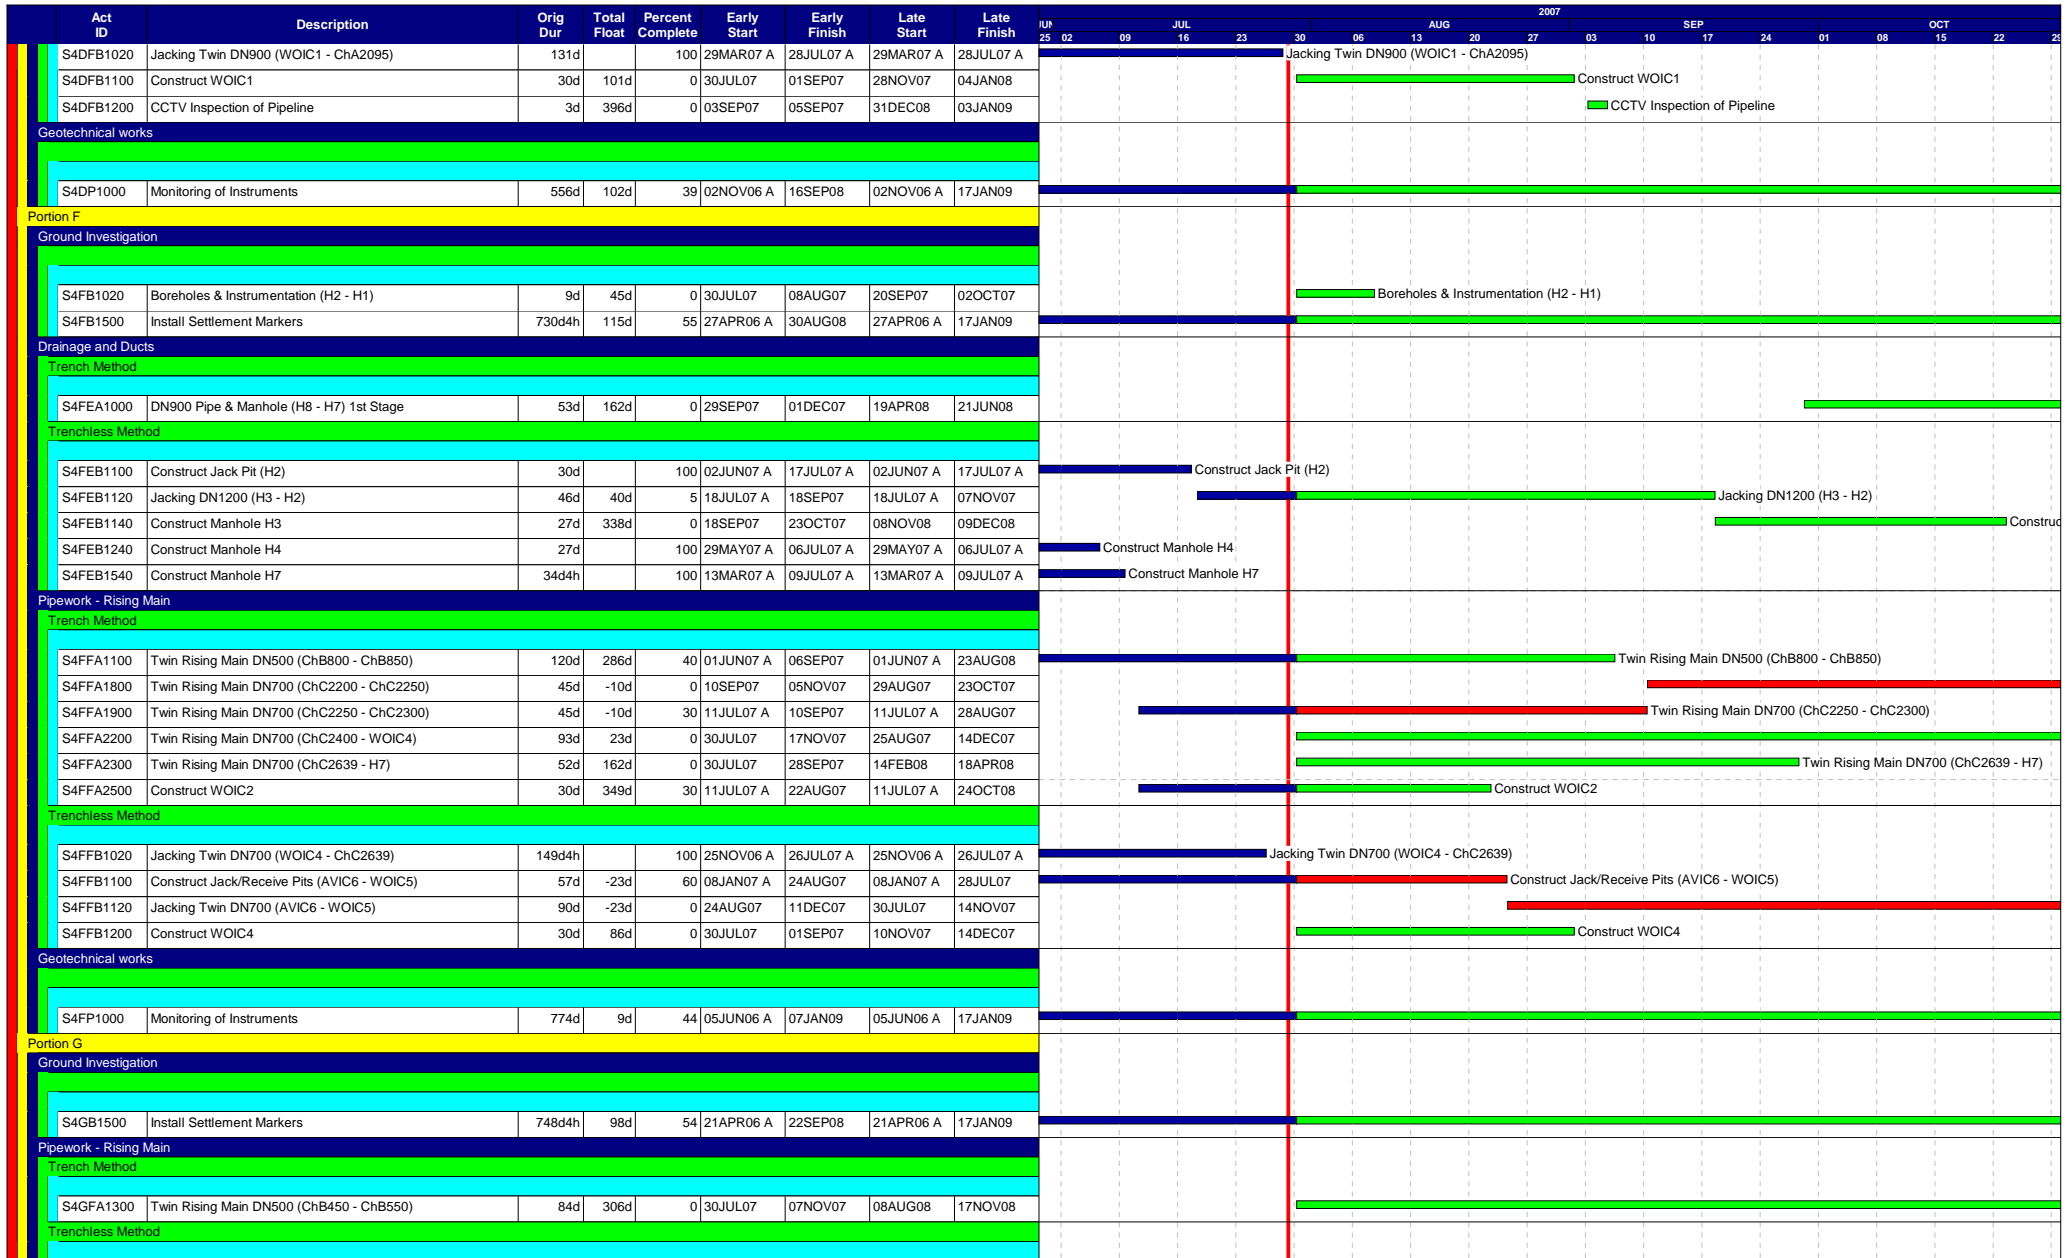 Act ID Description Orig Dur Total Float Percent Complete Early Start Early Finish Late Start Late Finish
2007
JUN JUL AUG SEP OCT
25 02 09 16 23 30 06 13 20 27 03 10 17 24 01 08 15 22 29
S4DFB1020 Jacking Twin DN900 (WOIC1 - ChA2095) 131d 100 29MAR07 A 28JUL07 A 29MAR07 A 28JUL07 A Jacking Twin DN900 (WOIC1 - ChA2095)
S4DFB1100 Construct WOIC1 30d 101d 0 30JUL07 01SEP07 28NOV07 04JAN08 Construct WOIC1
S4DFB1200 CCTV Inspection of Pipeline 3d 396d 0 03SEP07 05SEP07 31DEC08 03JAN09 CCTV Inspection of Pipeline
Geotechnical works
S4DP1000 Monitoring of Instruments 556d 102d 39 02NOV06 A 16SEP08 02NOV06 A 17JAN09
Portion F
Ground Investigation
S4FB1020 Boreholes & Instrumentation (H2 - H1) 9d 45d 0 30JUL07 08AUG07 20SEP07 02OCT07 Boreholes & Instrumentation (H2 - H1)
S4FB1500 Install Settlement Markers 730d4h 115d 55 27APR06 A 30AUG08 27APR06 A 17JAN09
Drainage and Ducts
Trench Method
S4FEA1000 DN900 Pipe & Manhole (H8 - H7) 1st Stage 53d 162d 0 29SEP07 01DEC07 19APR08 21JUN08
Trenchless Method
S4FEB1100 Construct Jack Pit (H2) 30d 100 02JUN07 A 17JUL07 A 02JUN07 A 17JUL07 A Construct Jack Pit (H2)
S4FEB1120 Jacking DN1200 (H3 - H2) 46d 40d 5 18JUL07 A 18SEP07 18JUL07 A 07NOV07 Jacking DN1200 (H3 - H2)
S4FEB1140 Construct Manhole H3 27d 338d 0 18SEP07 23OCT07 08NOV08 09DEC08 Construc
S4FEB1240 Construct Manhole H4 27d 100 29MAY07 A 06JUL07 A 29MAY07 A 06JUL07 A Construct Manhole H4
S4FEB1540 Construct Manhole H7 34d4h 100 13MAR07 A 09JUL07 A 13MAR07 A 09JUL07 A Construct Manhole H7
Pipework - Rising Main
Trench Method
S4FFA1100 Twin Rising Main DN500 (ChB800 - ChB850) 120d 286d 40 01JUN07 A 06SEP07 01JUN07 A 23AUG08 Twin Rising Main DN500 (ChB800 - ChB850)
S4FFA1800 Twin Rising Main DN700 (ChC2200 - ChC2250) 45d -10d 0 10SEP07 05NOV07 29AUG07 23OCT07
S4FFA1900 Twin Rising Main DN700 (ChC2250 - ChC2300) 45d -10d 30 11JUL07 A 10SEP07 11JUL07 A 28AUG07 Twin Rising Main DN700 (ChC2250 - ChC2300)
S4FFA2200 Twin Rising Main DN700 (ChC2400 - WOIC4) 93d 23d 0 30JUL07 17NOV07 25AUG07 14DEC07
S4FFA2300 Twin Rising Main DN700 (ChC2639 - H7) 52d 162d 0 30JUL07 28SEP07 14FEB08 18APR08 Twin Rising Main DN700 (ChC2639 - H7)
S4FFA2500 Construct WOIC2 30d 349d 30 11JUL07 A 22AUG07 11JUL07 A 24OCT08 Construct WOIC2
Trenchless Method
S4FFB1020 Jacking Twin DN700 (WOIC4 - ChC2639) 149d4h 100 25NOV06 A 26JUL07 A 25NOV06 A 26JUL07 A Jacking Twin DN700 (WOIC4 - ChC2639)
S4FFB1100 Construct Jack/Receive Pits (AVIC6 - WOIC5) 57d -23d 60 08JAN07 A 24AUG07 08JAN07 A 28JUL07 Construct Jack/Receive Pits (AVIC6 - WOIC5)
S4FFB1120 Jacking Twin DN700 (AVIC6 - WOIC5) 90d -23d 0 24AUG07 11DEC07 30JUL07 14NOV07
S4FFB1200 Construct WOIC4 30d 86d 0 30JUL07 01SEP07 10NOV07 14DEC07 Construct WOIC4
Geotechnical works
S4FP1000 Monitoring of Instruments 774d 9d 44 05JUN06 A 07JAN09 05JUN06 A 17JAN09
Portion G
Ground Investigation
S4GB1500 Install Settlement Markers 748d4h 98d 54 21APR06 A 22SEP08 21APR06 A 17JAN09
Pipework - Rising Main
Trench Method
S4GFA1300 Twin Rising Main DN500 (ChB450 - ChB550) 84d 306d 0 30JUL07 07NOV07 08AUG08 17NOV08
Trenchless Method